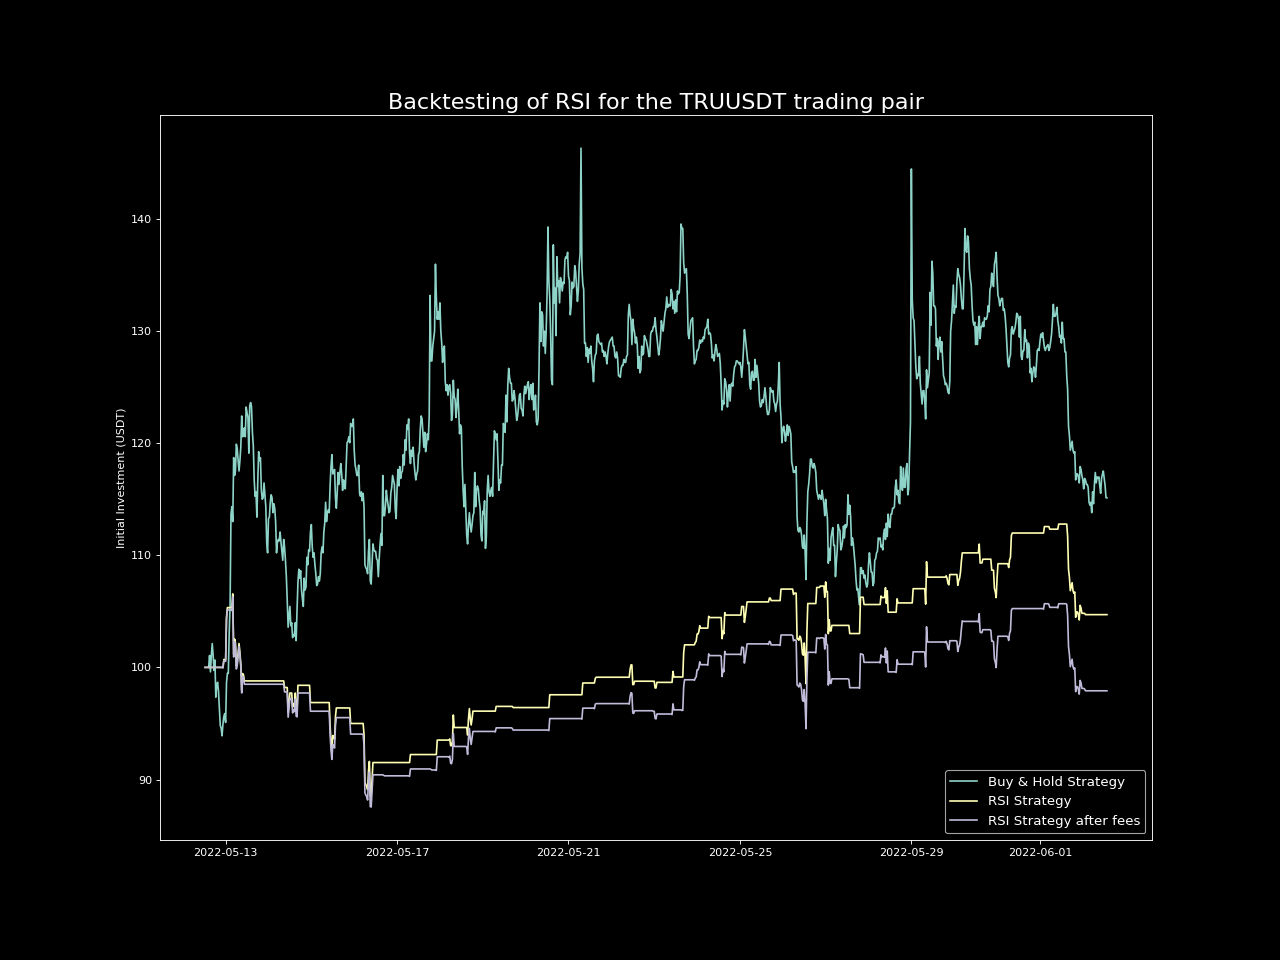 Backtesting of RSI for the TRUUSDT trading pair
Initial Investment (USDT)
140
130
120
110
100
90
2022-05-13
2022-05-17
2022-05-21
2022-05-25
2022-05-29
2022-06-01
Buy & Hold Strategy
RSI Strategy
RSI Strategy after fees